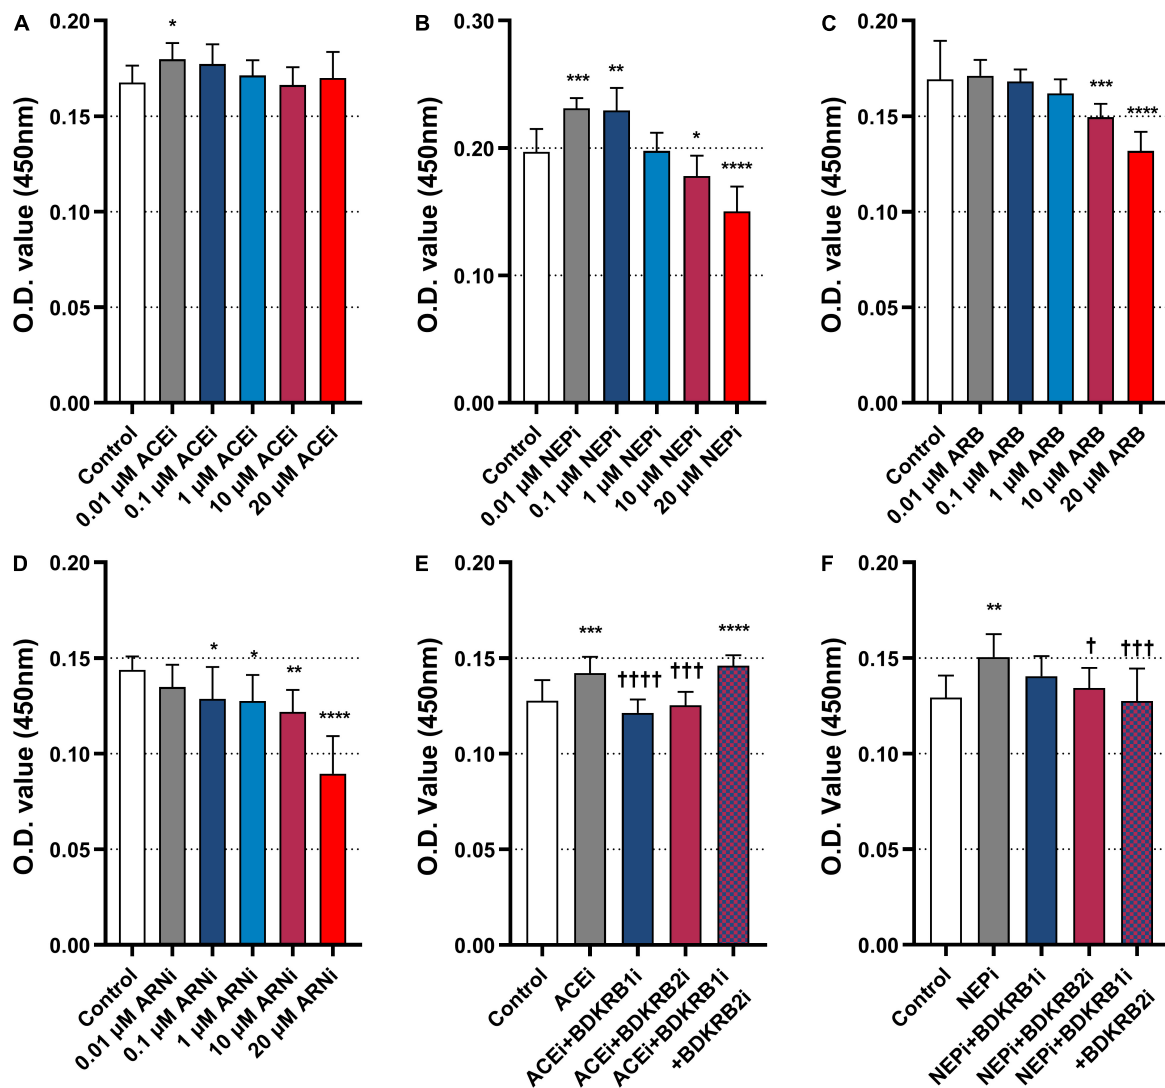 A
O.D. value (450nm)
0.20
0.15
0.10
0.05
0.00
*
Control
0.01 µM ACEi
0.1 µM ACEi
1 µM ACEi
10 µM ACEi
20 µM ACEi
B
O.D. value (450nm)
0.30
0.20
0.10
0.00
***
**
*
****
Control
0.01 µM NEPi
0.1 µM NEPi
1 µM NEPi
10 µM NEPi
20 µM NEPi
C
O.D. value (450nm)
0.20
0.15
0.10
0.05
0.00
***
****
Control
0.01 µM ARB
0.1 µM ARB
1 µM ARB
10 µM ARB
20 µM ARB
D
O.D. value (450nm)
0.20
0.15
0.10
0.05
0.00
*
*
**
****
Control
0.01 µM ARNi
0.1 µM ARNi
1 µM ARNi
10 µM ARNi
20 µM ARNi
E
O.D. Value (450nm)
0.20
0.15
0.10
0.05
0.00
***
††††
†††
****
Control
ACEi
ACEi+BDKRB1i
ACEi+BDKRB2i
ACEi+BDKRB1i
+BDKRB2i
F
O.D. Value (450nm)
0.20
0.15
0.10
0.05
0.00
**
†
†††
Control
NEPi
NEPi+BDKRB1i
NEPi+BDKRB2i
NEPi+BDKRB1i
+BDKRB2i